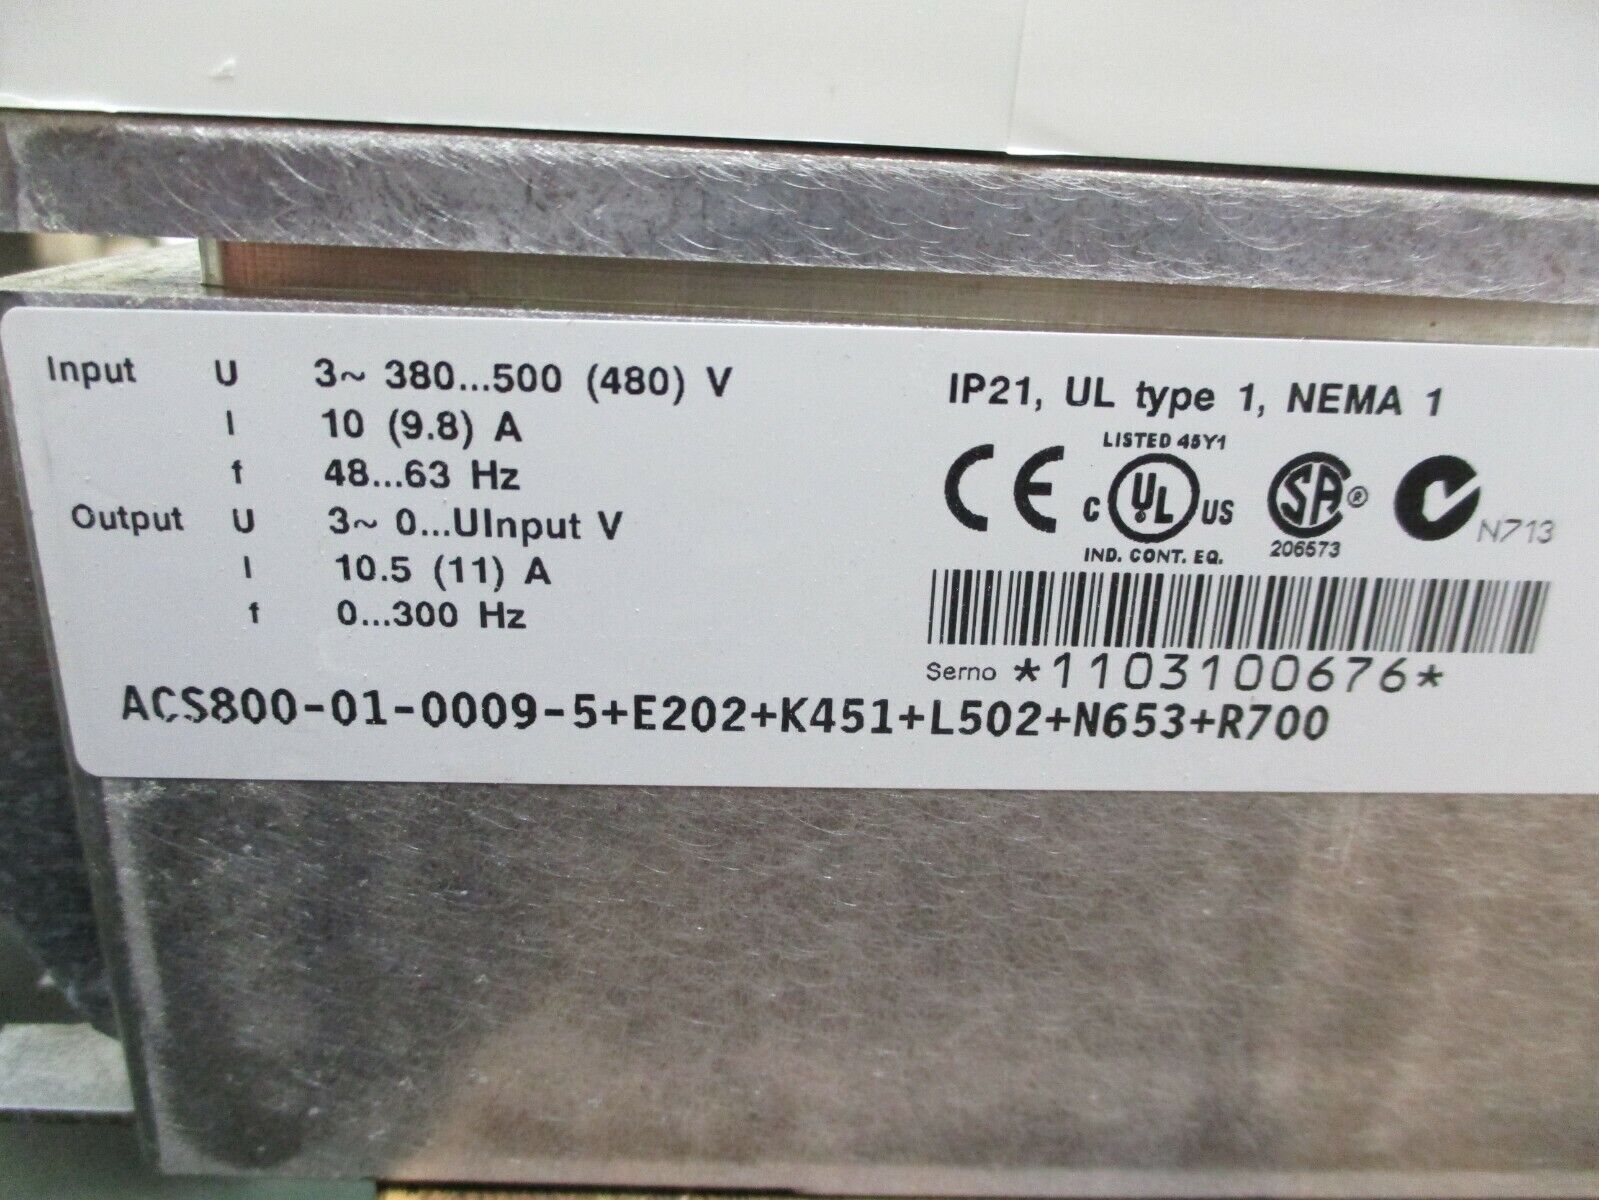 Input U 3~ 380...500 (480) V
I 10 (9.8) A
f 48...63 Hz
Output U 3~ 0...UInput V
I 10.5 (11) A
f 0...300 Hz
IP21, UL type 1, NEMA 1
LISTED 45Y1
CE C UL US SA ® N713
IND. CONT. EQ. 206573
Serno *1103100676*
ACS800-01-0009-5+E202+K451+L502+N653+R700